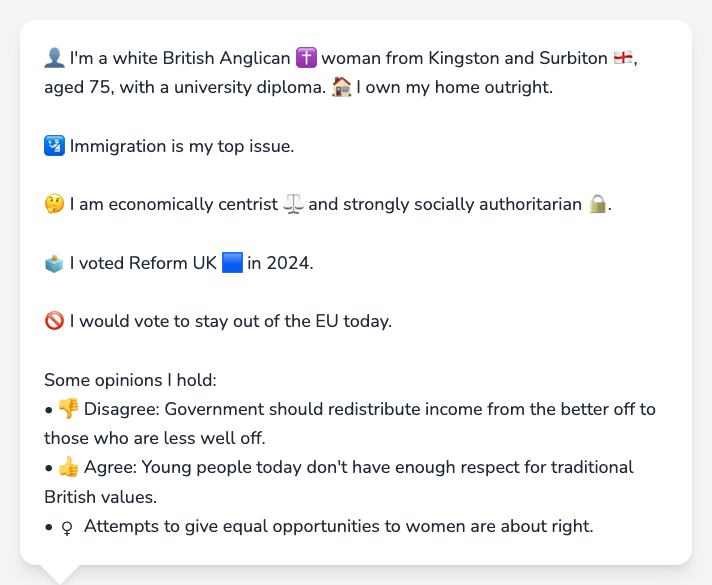 👤 I'm a white British Anglican ✝️ woman from Kingston and Surbiton 🏴󠁧󠁢󠁥󠁮󠁧󠁿,
aged 75, with a university diploma. 🏠 I own my home outright.
🛂 Immigration is my top issue.
🤔 I am economically centrist ⚖️ and strongly socially authoritarian 🔒.
🗳️ I voted Reform UK 🟦 in 2024.
🚫 I would vote to stay out of the EU today.
Some opinions I hold:
• 👎 Disagree: Government should redistribute income from the better off to
those who are less well off.
• 👍 Agree: Young people today don't have enough respect for traditional
British values.
• ♀ Attempts to give equal opportunities to women are about right.